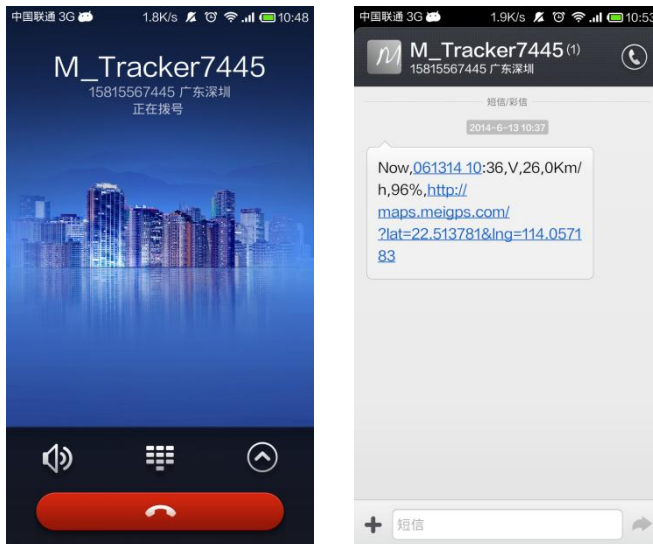 中国联通 3G 1.8K/s 10:48
M_Tracker7445
15815567445 广东深圳
正在拨号
中国联通 3G 1.9K/s 10:53
M_Tracker7445 (1)
15815567445 广东深圳
短信/彩信
2014-6-13 10:37
Now,061314 10:36,V,26,0Km/
h,96%,http://
maps.meigps.com/
?lat=22.513781&lng=114.0571
83
短信